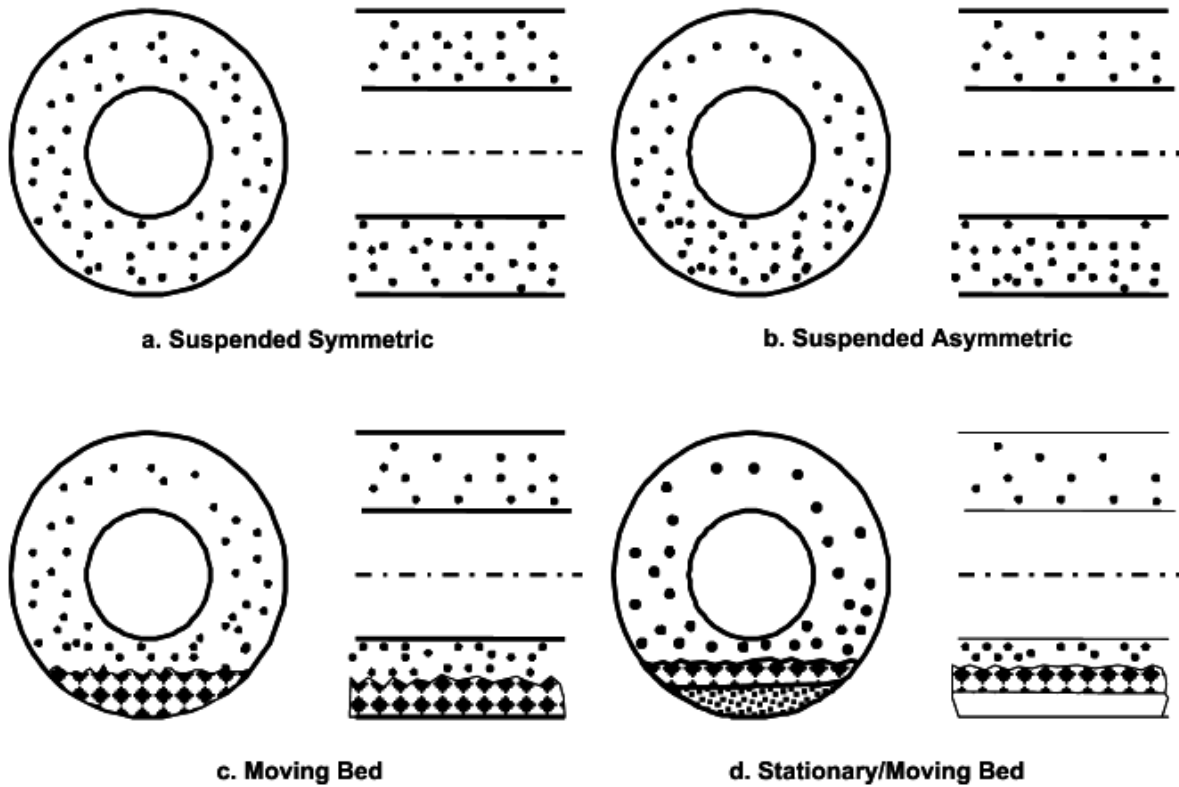 a. Suspended Symmetric
b. Suspended Asymmetric
c. Moving Bed
d. Stationary/Moving Bed